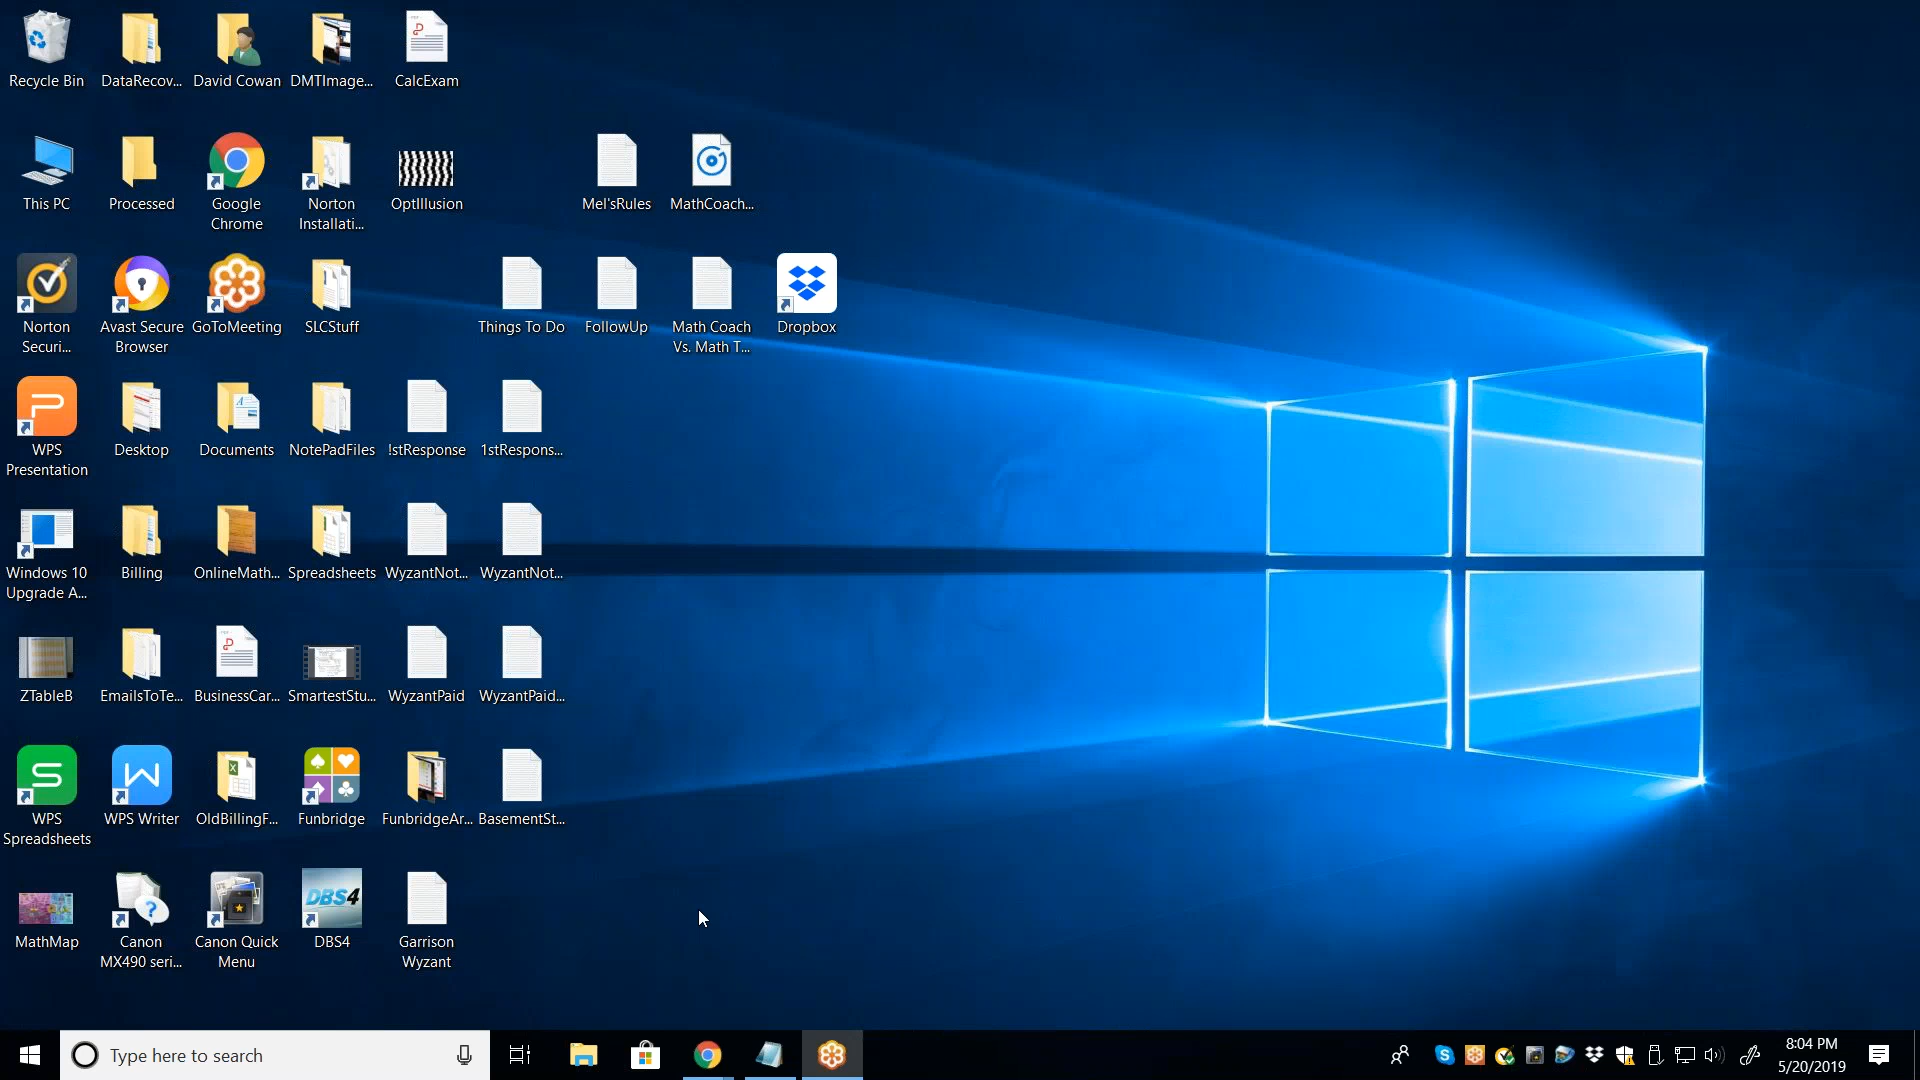 Recycle Bin
DataRecov...
David Cowan
DMTImage...
CalcExam
This PC
Processed
Google
Chrome
Norton
Installati...
OptIllusion
Mel'sRules
MathCoach...
Norton
Securi...
Avast Secure
Browser
GoToMeeting
SLCStuff
Things To Do
FollowUp
Math Coach
Vs. Math T...
Dropbox
WPS
Presentation
Desktop
Documents
NotePadFiles
!stResponse
1stRespons...
Windows 10
Upgrade A...
Billing
OnlineMath...
Spreadsheets
WyzantNot...
WyzantNot...
ZTableB
EmailsToTe...
BusinessCar...
SmartestStu...
WyzantPaid
WyzantPaid...
WPS
Spreadsheets
WPS Writer
OldBillingF...
Funbridge
FunbridgeAr...
BasementSt...
MathMap
Canon
MX490 seri...
Canon Quick
Menu
DBS4
DBS4
Garrison
Wyzant
Type here to search
8:04 PM
5/20/2019